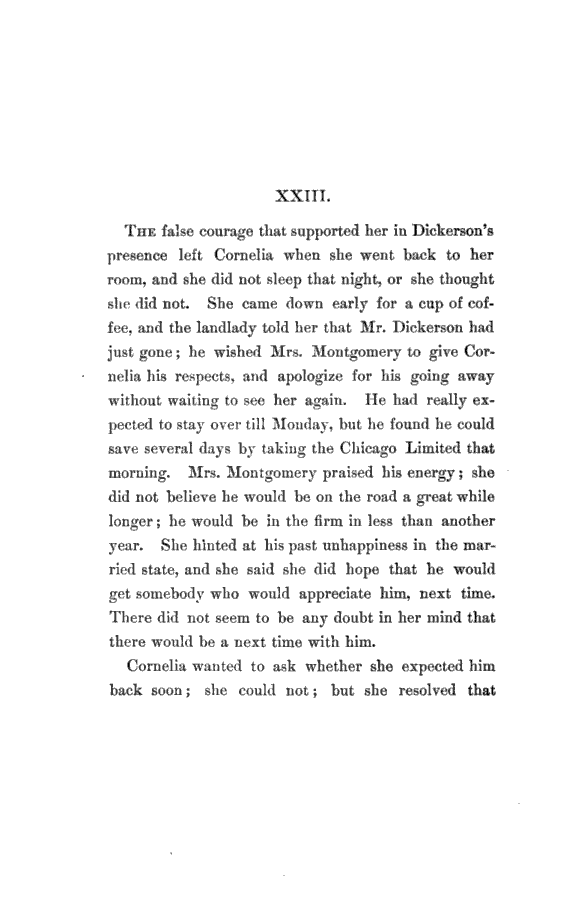 XXIII.
THE false courage that supported her in Dickerson's
presence left Cornelia when she went back to her
room, and she did not sleep that night, or she thought
she did not. She came down early for a cup of cof-
fee, and the landlady told her that Mr. Dickerson had
just gone; he wished Mrs. Montgomery to give Cor-
nelia his respects, and apologize for his going away
without waiting to see her again. He had really ex-
pected to stay over till Monday, but he found he could
save several days by taking the Chicago Limited that
morning. Mrs. Montgomery praised his energy; she
did not believe he would be on the road a great while
longer; he would be in the firm in less than another
year. She hinted at his past unhappiness in the mar-
ried state, and she said she did hope that he would
get somebody who would appreciate him, next time.
There did not seem to be any doubt in her mind that
there would be a next time with him.
Cornelia wanted to ask whether she expected him
back soon; she could not; but she resolved that